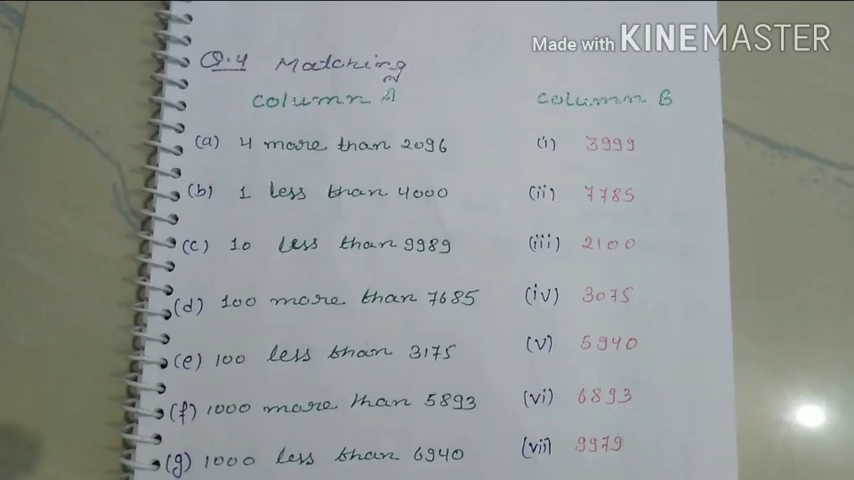 Made with KINEMASTER
Q.4 Matching
Column A Column B
(a) 4 more than 2096 (i) 3999
(b) 1 less than 4000 (ii) 7785
(c) 10 less than 9989 (iii) 2100
(d) 100 more than 7685 (iv) 3075
(e) 100 less than 3175 (v) 5940
(f) 1000 more than 5893 (vi) 6893
(g) 1000 less than 6940 (vii) 9979